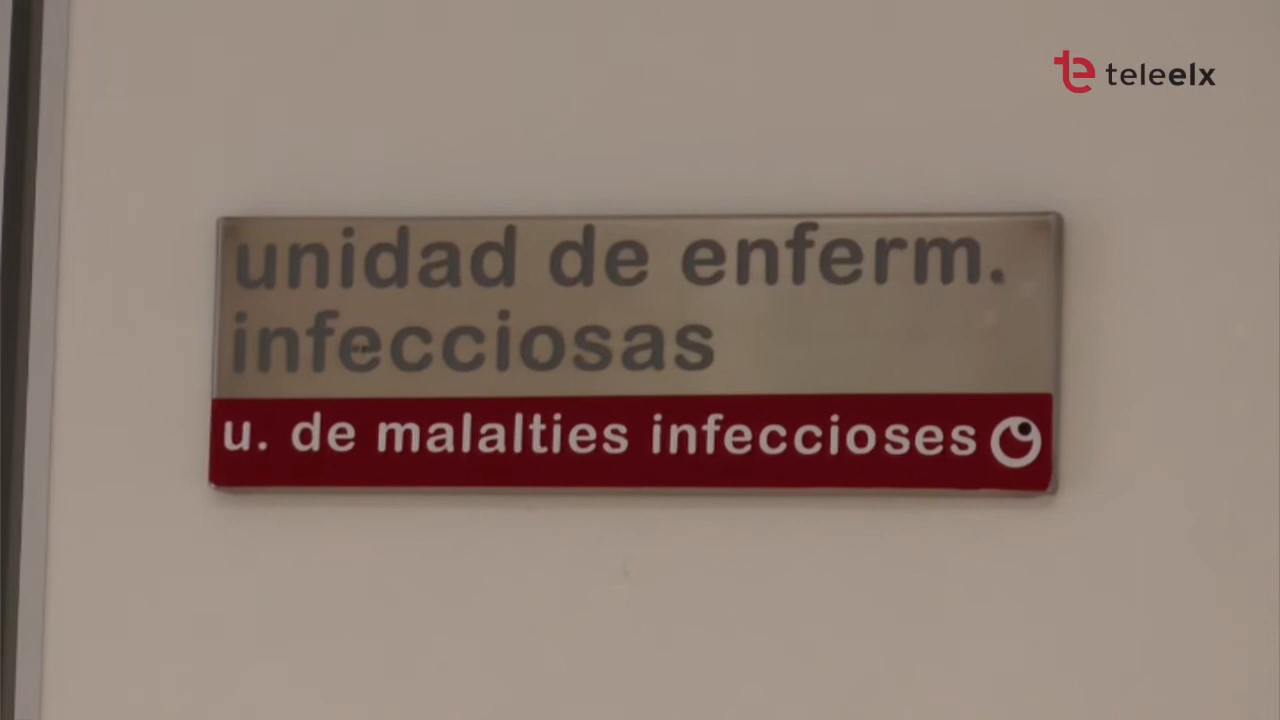 teleelx
unidad de enferm.
infecciosas
u. de malalties infeccioses